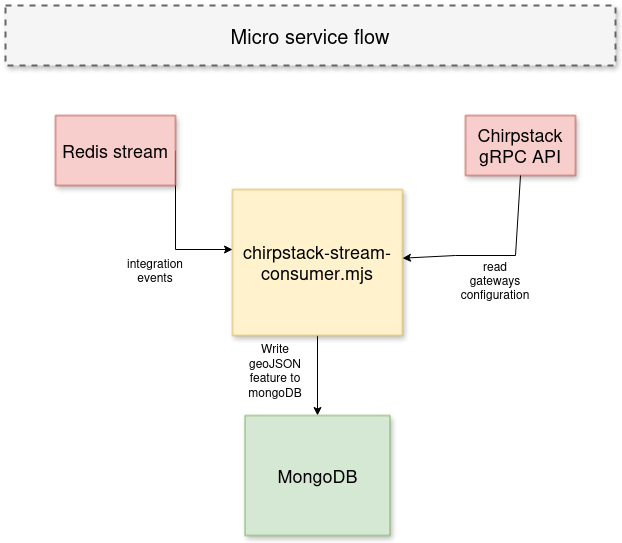 Micro service flow
Redis stream
Chirpstack
gRPC API
chirpstack-stream-
consumer.mjs
integration
events
read
gateways
configuration
Write
geoJSON
feature to
mongoDB
MongoDB